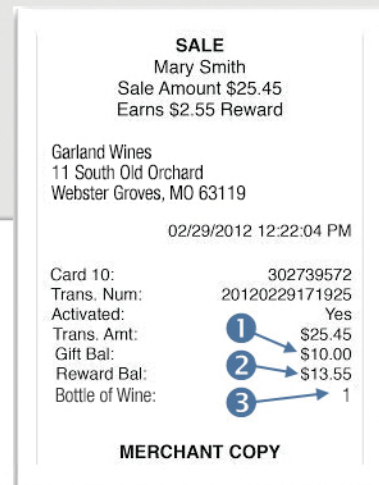 SALE
Mary Smith
Sale Amount $25.45
Earns $2.55 Reward
Garland Wines
11 South Old Orchard
Webster Groves, MO 63119
02/29/2012 12:22:04 PM
Card 10: 302739572
Trans. Num: 20120229171925
Activated: Yes
Trans. Amt: $25.45
Gift Bal: 1 $10.00
Reward Bal: 2 $13.55
Bottle of Wine: 3 1
MERCHANT COPY